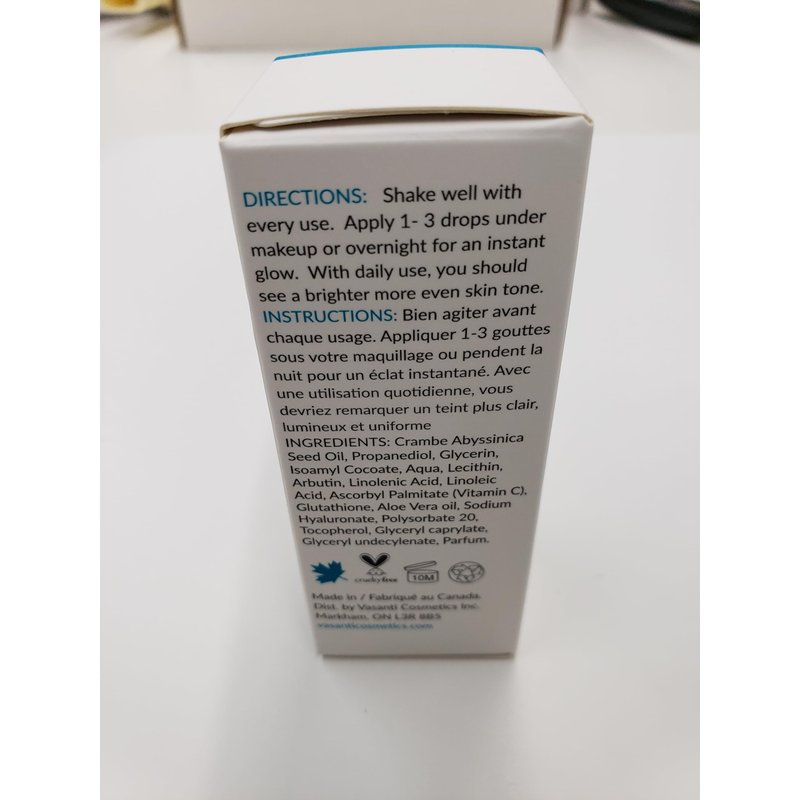 DIRECTIONS: Shake well with
every use. Apply 1- 3 drops under
makeup or overnight for an instant
glow. With daily use, you should
see a brighter more even skin tone.
INSTRUCTIONS: Bien agiter avant
chaque usage. Appliquer 1-3 gouttes
sous votre maquillage ou pendent la
nuit pour un éclat instantané. Avec
une utilisation quotidienne, vous
devriez remarquer un teint plus clair,
lumineux et uniforme
INGREDIENTS: Crambe Abyssinica
Seed Oil, Propanediol, Glycerin,
Isoamyl Cocoate, Aqua, Lecithin,
Arbutin, Linolenic Acid, Linoleic
Acid, Ascorbyl Palmitate (Vitamin C),
Glutathione, Aloe Vera oil, Sodium
Hyaluronate, Polysorbate 20,
Tocopherol, Glyceryl caprylate,
Glyceryl undecylenate, Parfum.
crueltyfree 10M
Made in / Fabriqué au Canada.
Dist. by Vasanti Cosmetics Inc.
Markham, ON L3R 8B5
vasanticosmetics.com